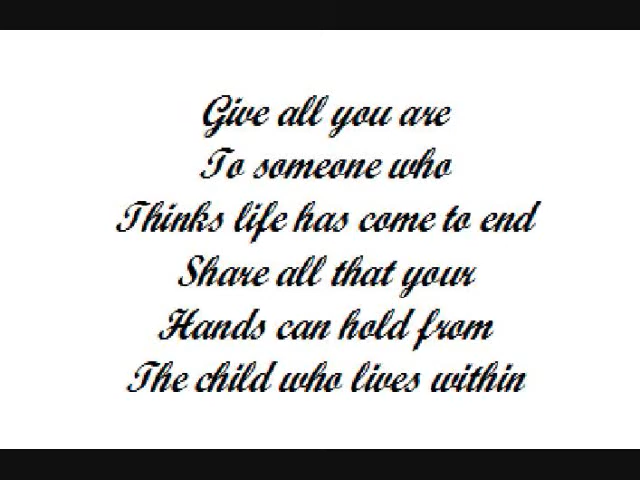 Give all you are
To someone who
Thinks life has come to end
Share all that your
Hands can hold from
The child who lives within